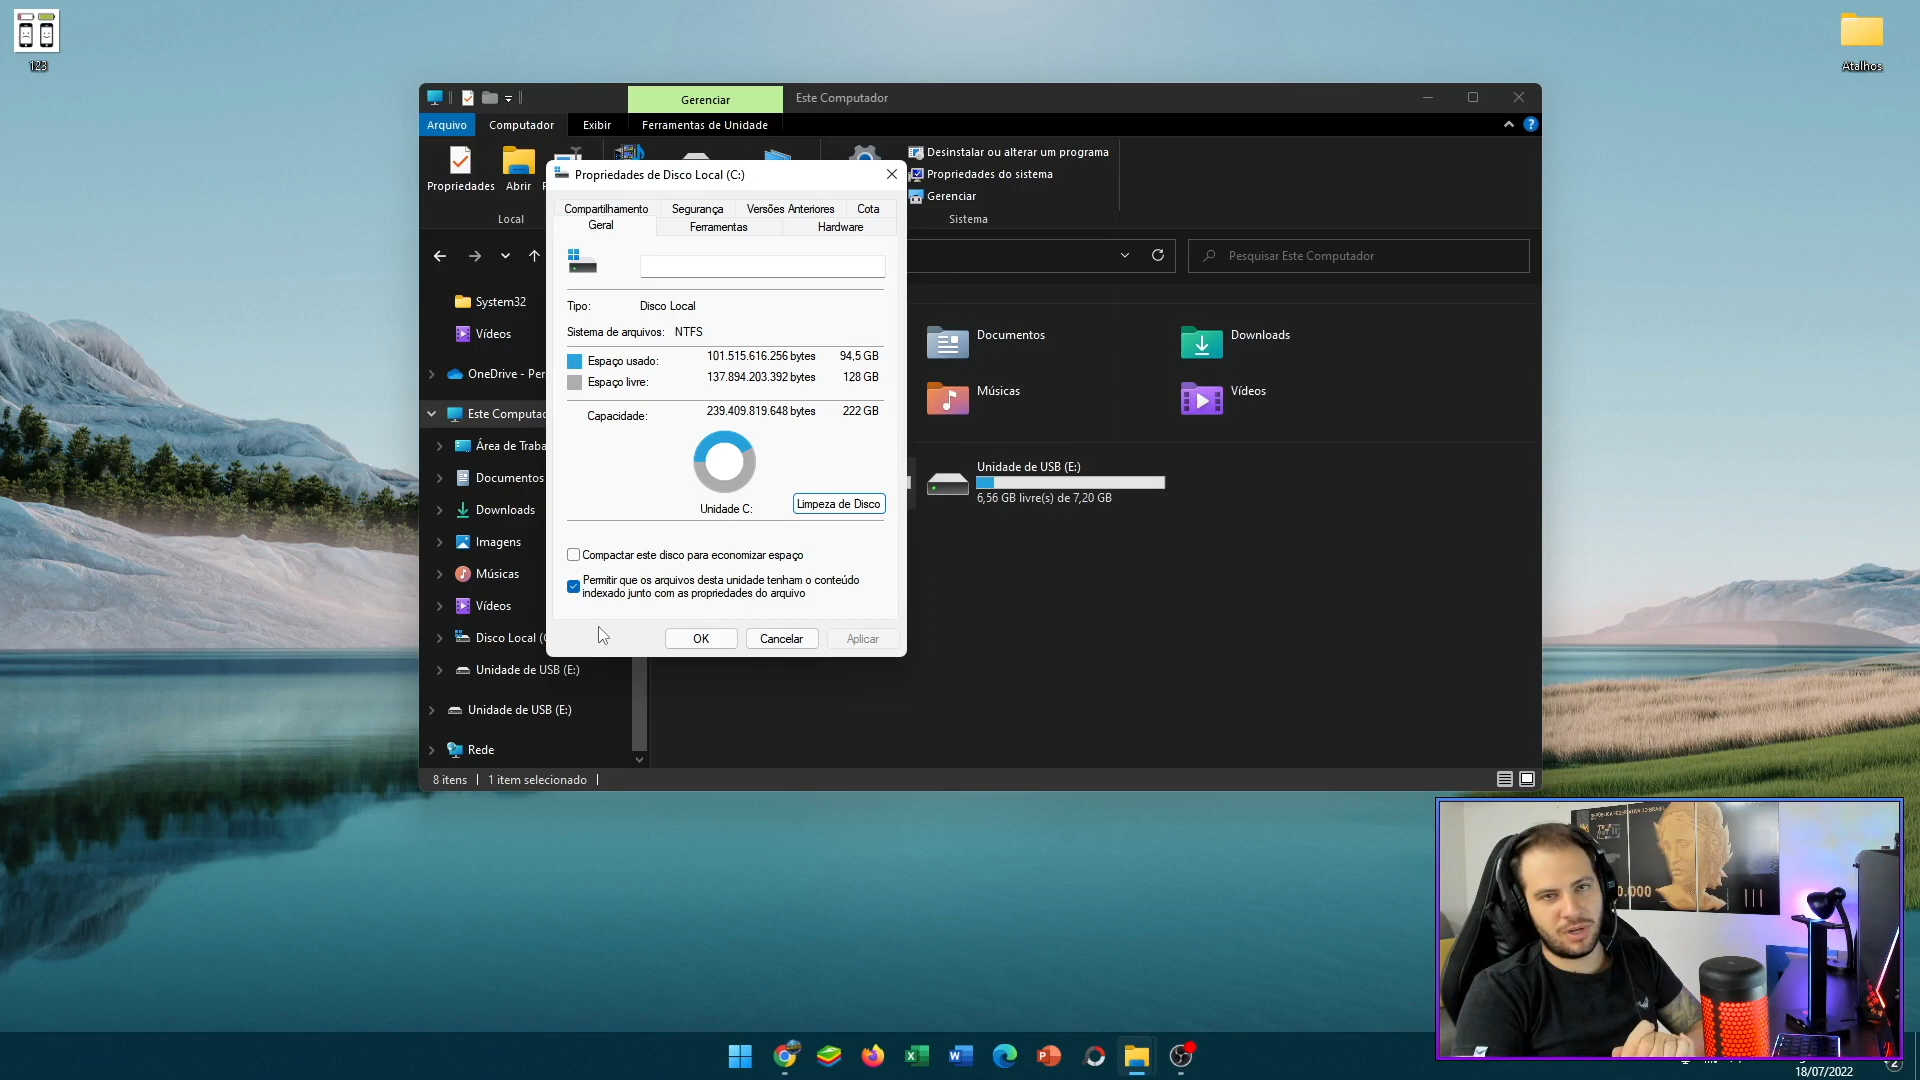 123
Atalhos
Gerenciar
Este Computador
Arquivo
Computador
Exibir
Ferramentas de Unidade
Propriedades
Abrir
Local
Desinstalar ou alterar um programa
Propriedades do sistema
Gerenciar
Sistema
Pesquisar Este Computador
System32
Vídeos
OneDrive - Per
Este Computad
Área de Traba
Documentos
Downloads
Imagens
Músicas
Vídeos
Disco Local (
Unidade de USB (E:)
Unidade de USB (E:)
Rede
8 itens
1 item selecionado
Propriedades de Disco Local (C:)
Compartilhamento
Segurança
Versões Anteriores
Cota
Geral
Ferramentas
Hardware
Tipo: Disco Local
Sistema de arquivos: NTFS
Espaço usado: 101.515.616.256 bytes 94,5 GB
Espaço livre: 137.894.203.392 bytes 128 GB
Capacidade: 239.409.819.648 bytes 222 GB
Unidade C:
Limpeza de Disco
Compactar este disco para economizar espaço
Permitir que os arquivos desta unidade tenham o conteúdo
indexado junto com as propriedades do arquivo
OK
Cancelar
Aplicar
Documentos
Downloads
Músicas
Vídeos
Unidade de USB (E:)
6,56 GB livre(s) de 7,20 GB
18/07/2022